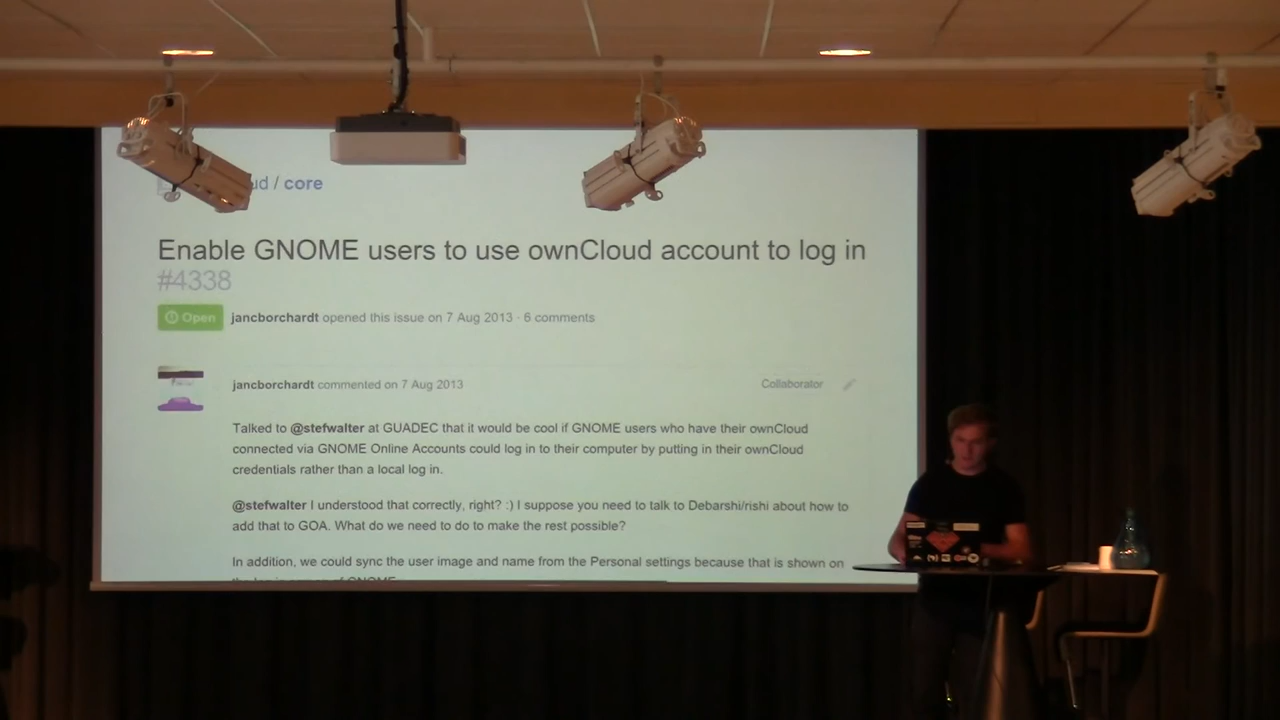 ud / core
Enable GNOME users to use ownCloud account to log in
#4338
Open jancborchardt opened this issue on 7 Aug 2013 · 6 comments
jancborchardt commented on 7 Aug 2013 Collaborator
Talked to @stefwalter at GUADEC that it would be cool if GNOME users who have their ownCloud
connected via GNOME Online Accounts could log in to their computer by putting in their ownCloud
credentials rather than a local log in.
@stefwalter I understood that correctly, right? :) I suppose you need to talk to Debarshi/rishi about how to
add that to GOA. What do we need to do to make the rest possible?
In addition, we could sync the user image and name from the Personal settings because that is shown on
GNOME